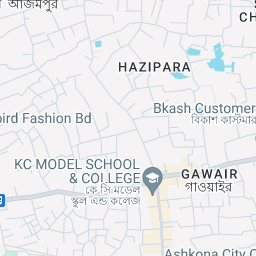 আজমপুর
S
CH
HAZIPARA
Bkash Customer
বিকাশ কাস্টমার
bird Fashion Bd
KC MODEL SCHOOL
& COLLEGE
কে সি মডেল
স্কুল এন্ড কলেজ
GAWAIR
গাওয়াইর
Ashkona City C